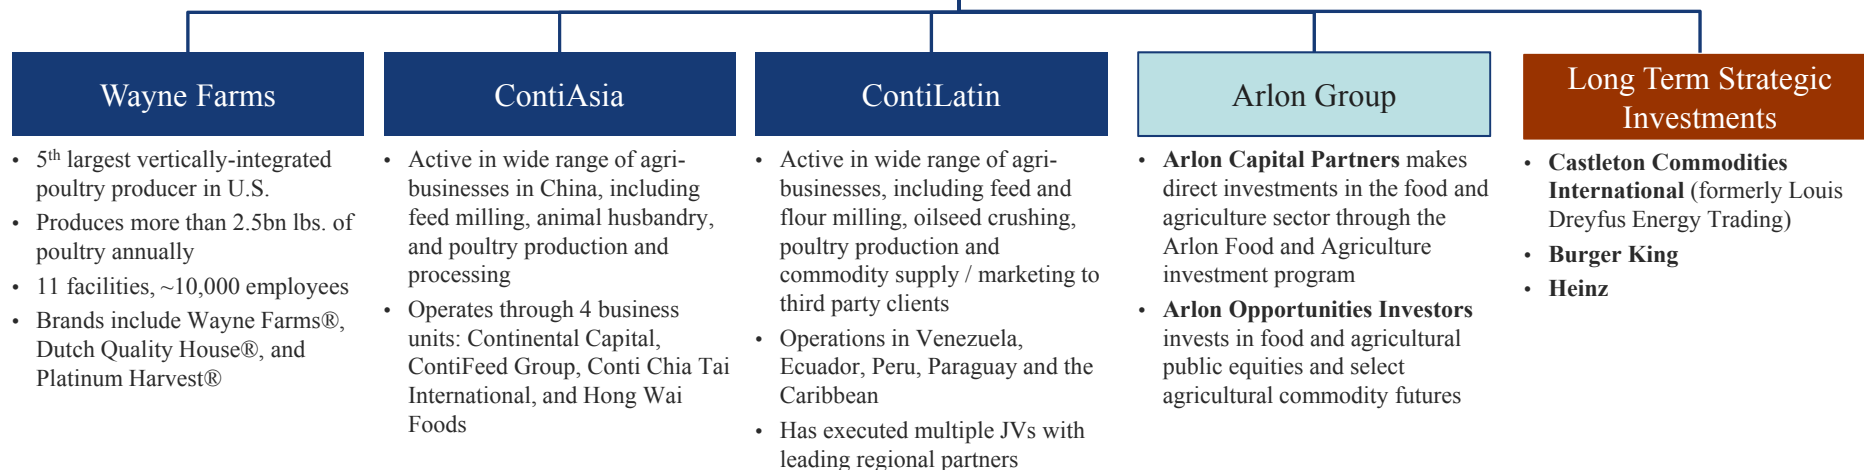 Wayne Farms
• 5th largest vertically-integrated
poultry producer in U.S.
• Produces more than 2.5bn lbs. of
poultry annually
• 11 facilities, ~10,000 employees
• Brands include Wayne Farms®,
Dutch Quality House®, and
Platinum Harvest®
ContiAsia
• Active in wide range of agri-
businesses in China, including
feed milling, animal husbandry,
and poultry production and
processing
• Operates through 4 business
units: Continental Capital,
ContiFeed Group, Conti Chia Tai
International, and Hong Wai
Foods
ContiLatin
• Active in wide range of agri-
businesses, including feed and
flour milling, oilseed crushing,
poultry production and
commodity supply / marketing to
third party clients
• Operations in Venezuela,
Ecuador, Peru, Paraguay and the
Caribbean
• Has executed multiple JVs with
leading regional partners
Arlon Group
• Arlon Capital Partners makes
direct investments in the food and
agriculture sector through the
Arlon Food and Agriculture
investment program
• Arlon Opportunities Investors
invests in food and agricultural
public equities and select
agricultural commodity futures
Long Term Strategic
Investments
• Castleton Commodities
International (formerly Louis
Dreyfus Energy Trading)
• Burger King
• Heinz